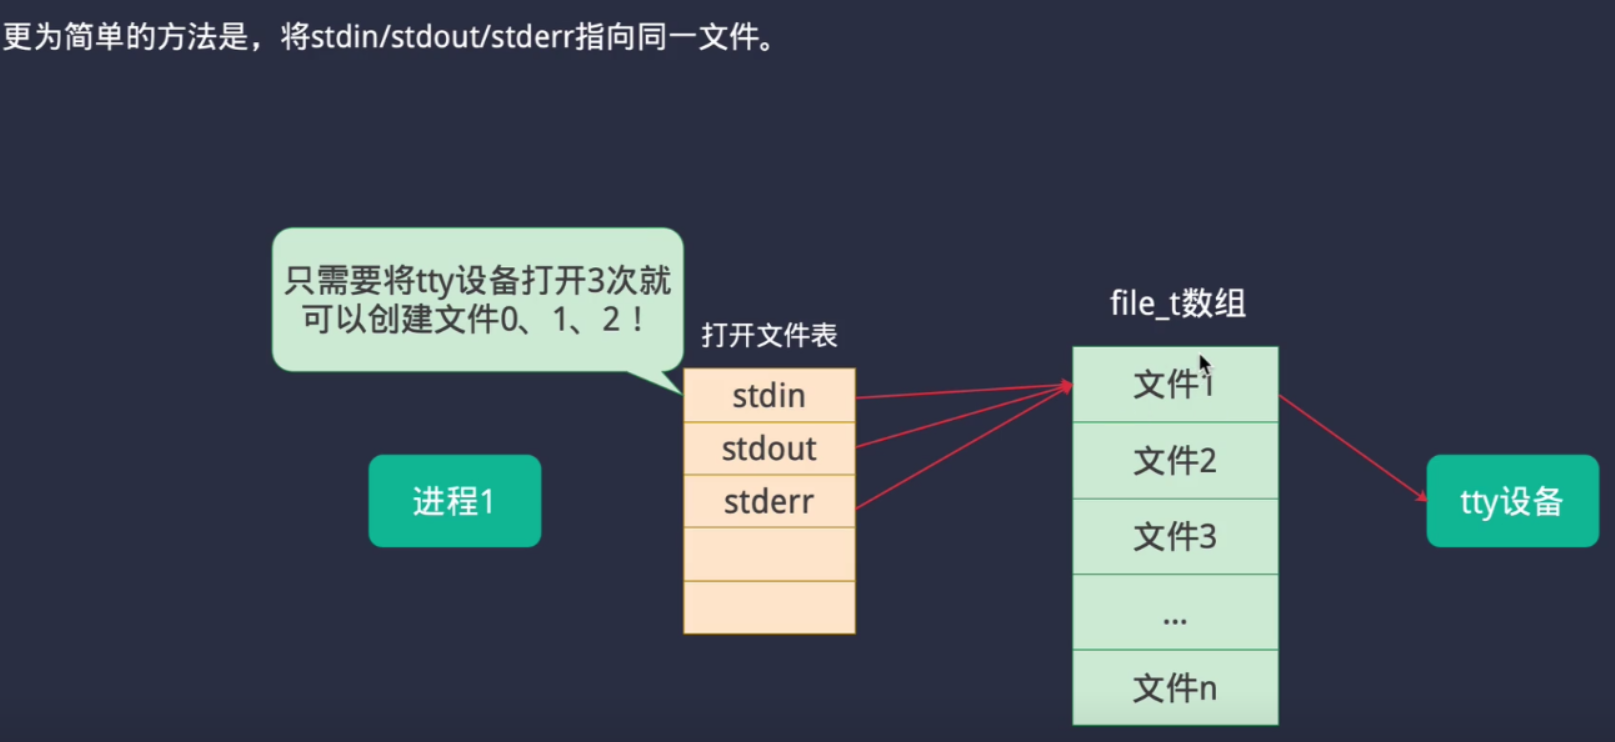 更为简单的方法是，将stdin/stdout/stderr指向同一文件。
只需要将tty设备打开3次就
可以创建文件0、1、2！
打开文件表
stdin
stdout
stderr
进程1
file_t数组
文件1
文件2
文件3
...
文件n
tty设备